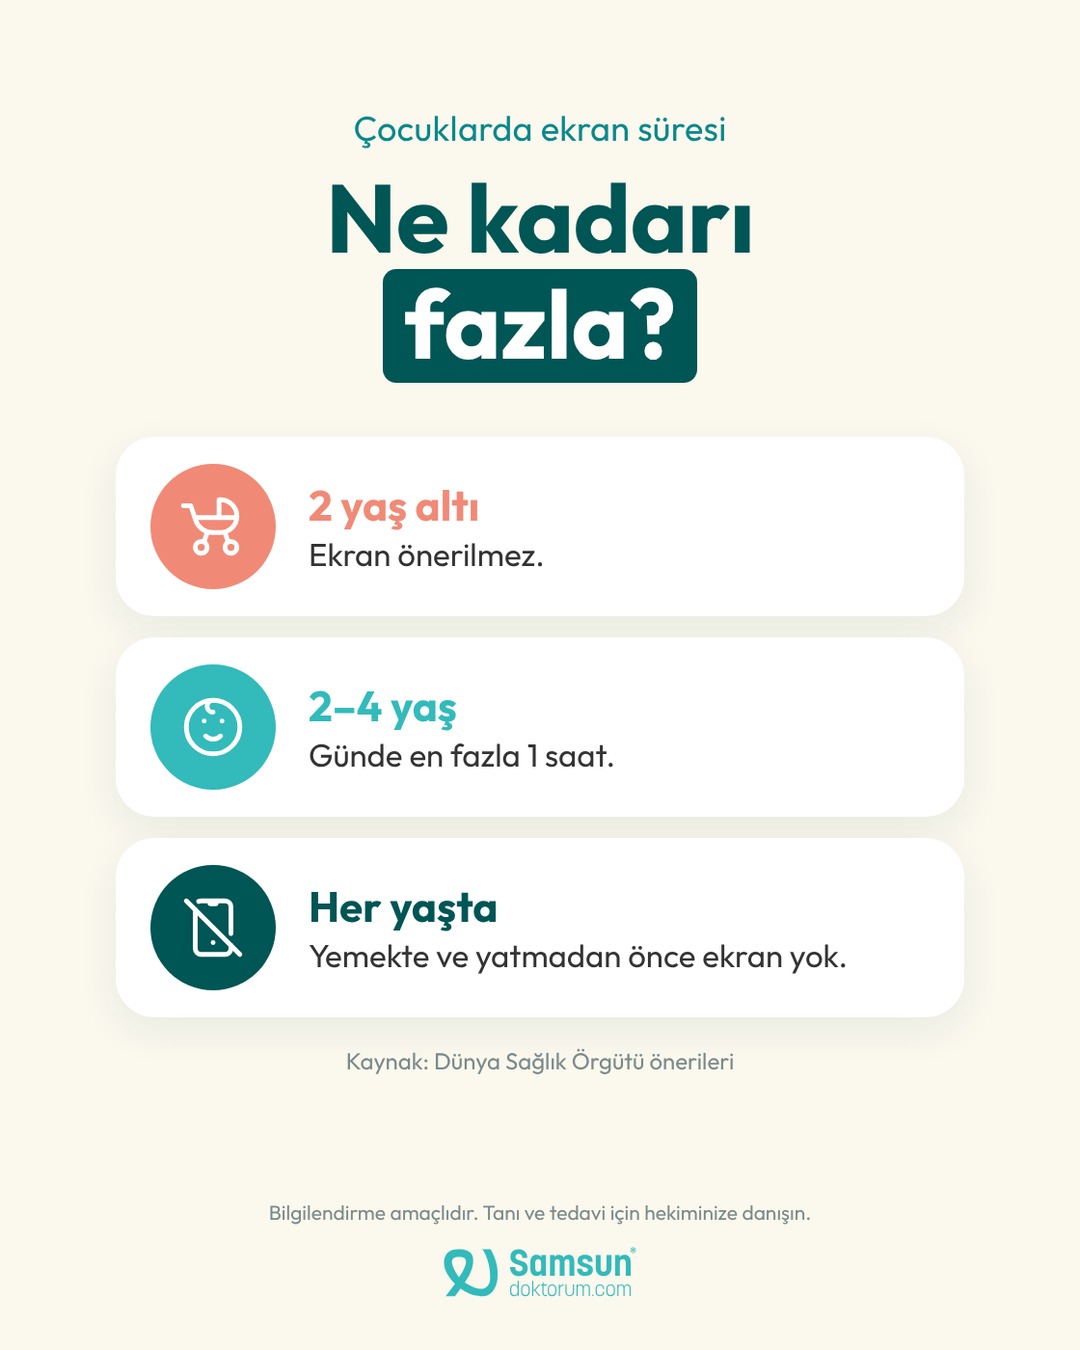 Çocuklarda ekran süresi
Ne kadarı
fazla?
2 yaş altı
Ekran önerilmez.
2–4 yaş
Günde en fazla 1 saat.
Her yaşta
Yemekte ve yatmadan önce ekran yok.
Kaynak: Dünya Sağlık Örgütü önerileri
Bilgilendirme amaçlıdır. Tanı ve tedavi için hekiminize danışın.
Samsun®
doktorum.com